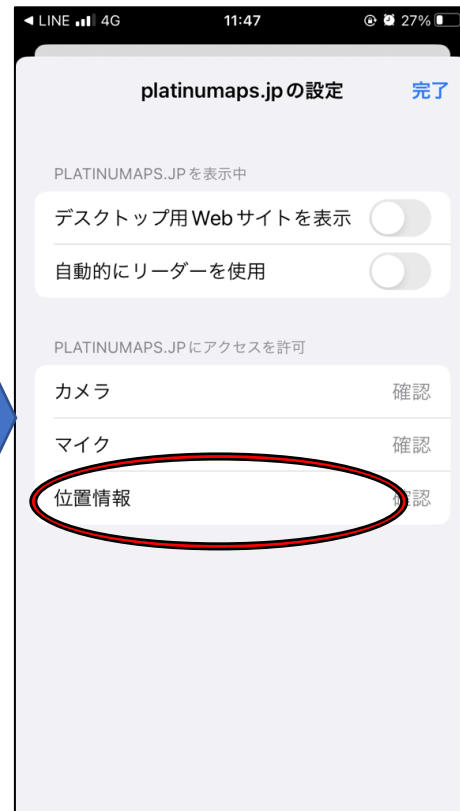 LINE 4G 11:47 27%
platinumaps.jpの設定 完了
PLATINUMAPS.JPを表示中
デスクトップ用Webサイトを表示
自動的にリーダーを使用
PLATINUMAPS.JPにアクセスを許可
カメラ 確認
マイク 確認
位置情報 確認